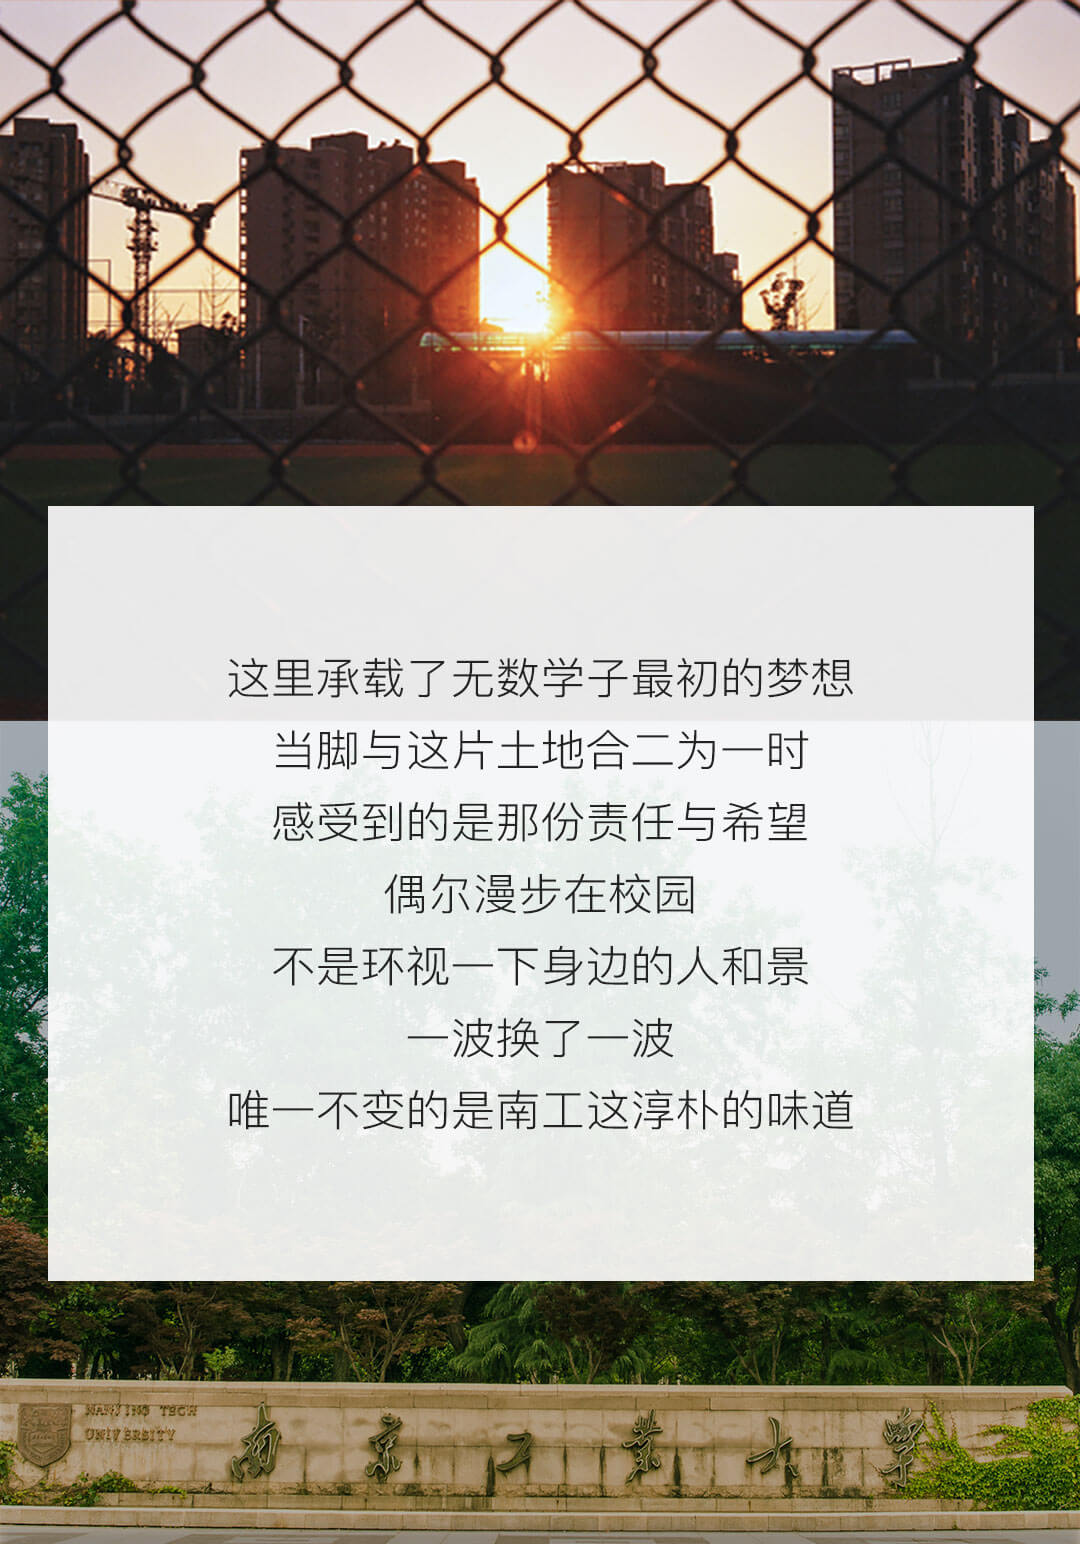 这里承载了无数学子最初的梦想
当脚与这片土地合二为一时
感受到的是那份责任与希望
偶尔漫步在校园
不是环视一下身边的人和景
一波换了一波
唯一不变的是南工这淳朴的味道
NANJING TECH
UNIVERSITY
南京工业大学